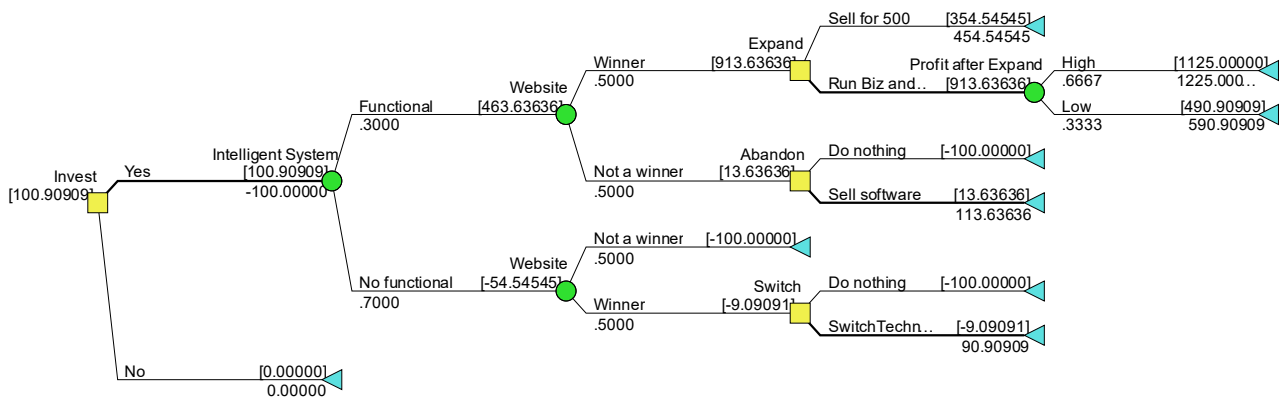 Sell for 500 [354.54545]
454.54545
Expand
Winner [913.63636]
.5000
Profit after Expand
Run Biz and.. [913.63636]
High [1125.00000]
.6667 1225.000...
Low [490.90909]
.3333 590.90909
Website
Functional [463.63636]
.3000
Do nothing [-100.00000]
Abandon
Not a winner [13.63636]
.5000
Sell software [13.63636]
113.63636
Intelligent System
Yes [100.90909]
-100.00000
Invest
[100.90909]
Not a winner [-100.00000]
.5000
Website
No functional [-54.54545]
.7000
Do nothing [-100.00000]
Switch
Winner [-9.09091]
.5000
SwitchTechn... [-9.09091]
90.90909
No [0.00000]
0.00000